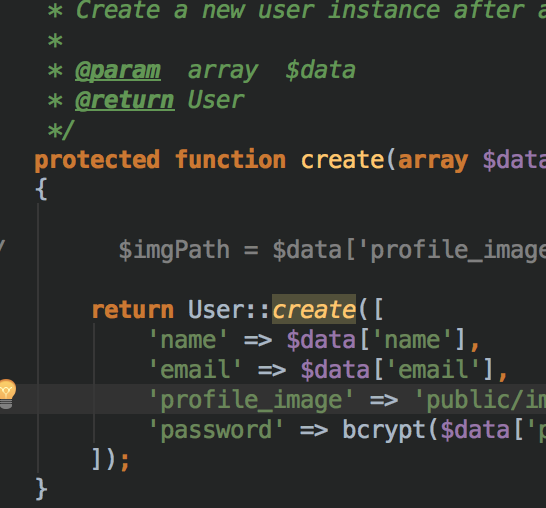 * Create a new user instance after a
*
* @param array $data
* @return User
*/
protected function create(array $data
{
/ $imgPath = $data['profile_image
return User::create([
'name' => $data['name'],
'email' => $data['email'],
'profile_image' => 'public/im
'password' => bcrypt($data['p
]);
}